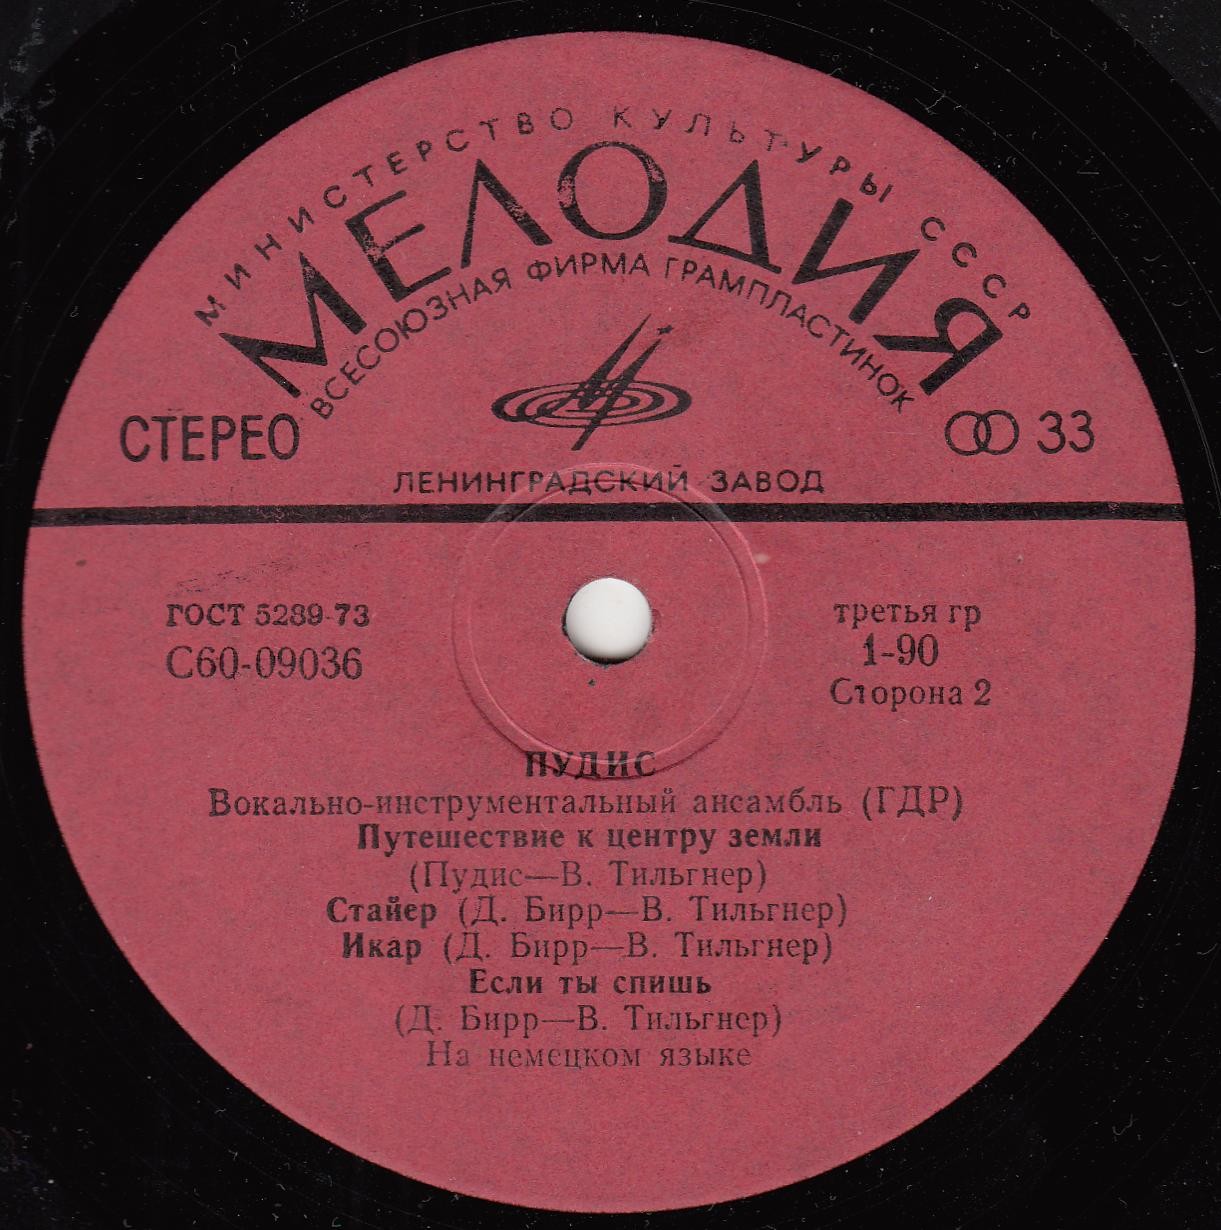 МИНИСТЕРСТВО КУЛЬТУРЫ СССР
МЕЛОДИЯ
ВСЕСОЮЗНАЯ ФИРМА ГРАМПЛАСТИНОК
СТЕРЕО
33
ЛЕНИНГРАДСКИЙ ЗАВОД
ГОСТ 5289-73
третья гр
С60-09036
1-90
Сторона 2
ПУДИС
Вокально-инструментальный ансамбль (ГДР)
Путешествие к центру земли
(Пудис—В. Тильгнер)
Стайер (Д. Бирр—В. Тильгнер)
Икар (Д. Бирр—В. Тильгнер)
Если ты спишь
(Д. Бирр—В. Тильгнер)
На немецком языке